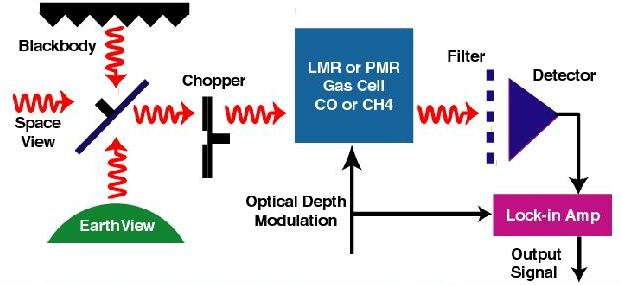 Blackbody
Space
View
Earth View
Chopper
LMR or PMR
Gas Cell
CO or CH4
Optical Depth
Modulation
Filter
Detector
Lock-in Amp
Output
Signal